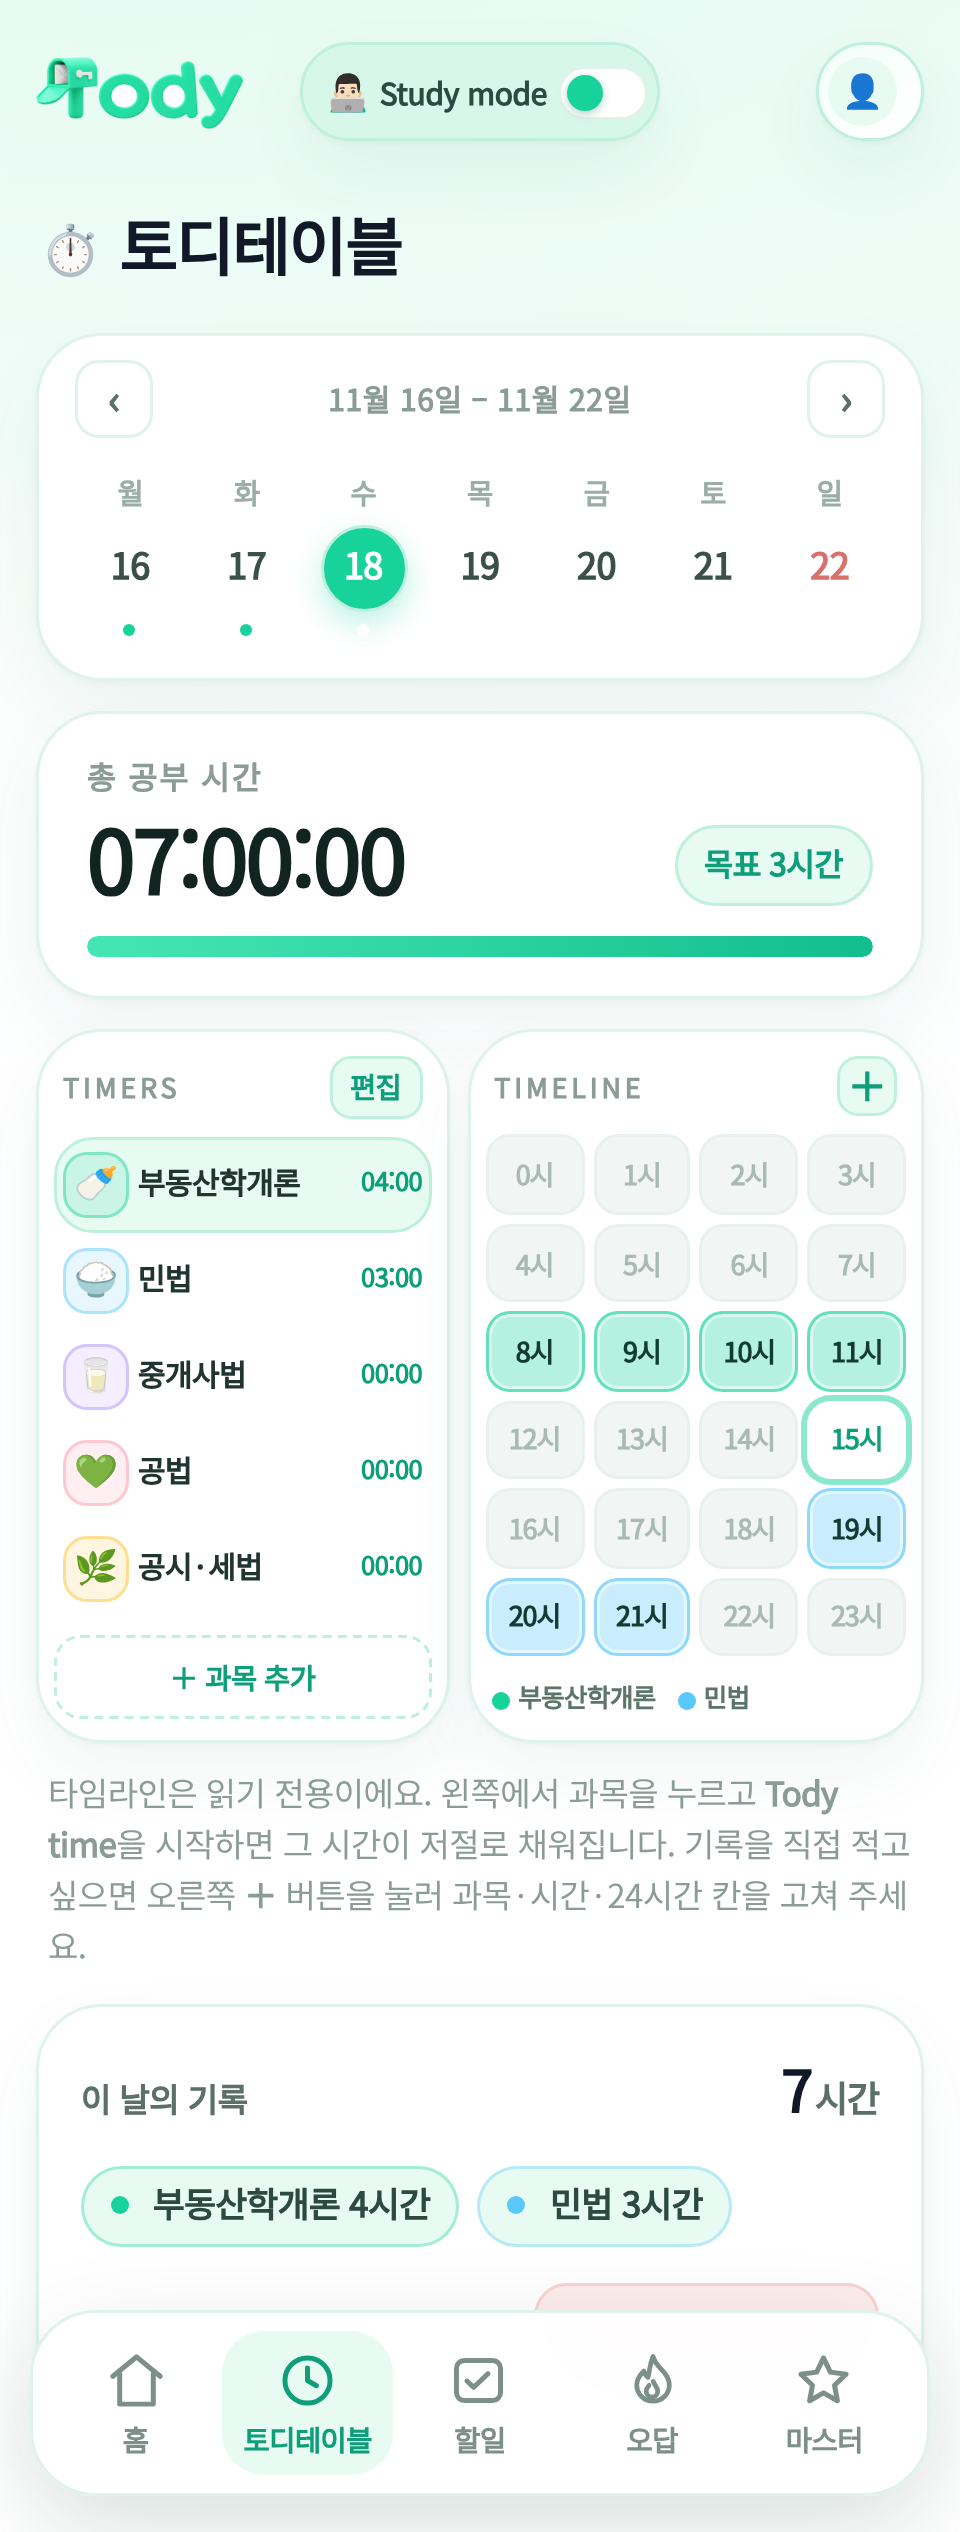 Tody
Study mode
토디테이블
‹ 11월 16일 – 11월 22일 ›
월 화 수 목 금 토 일
16 17 18 19 20 21 22
총 공부 시간
07:00:00
목표 3시간
TIMERS 편집
부동산학개론 04:00
민법 03:00
중개사법 00:00
공법 00:00
공시·세법 00:00
+ 과목 추가
TIMELINE +
0시 1시 2시 3시
4시 5시 6시 7시
8시 9시 10시 11시
12시 13시 14시 15시
16시 17시 18시 19시
20시 21시 22시 23시
부동산학개론 민법
타임라인은 읽기 전용이에요. 왼쪽에서 과목을 누르고 Tody
time을 시작하면 그 시간이 저절로 채워집니다. 기록을 직접 적고
싶으면 오른쪽 + 버튼을 눌러 과목·시간·24시간 칸을 고쳐 주세
요.
이 날의 기록 7시간
부동산학개론 4시간 민법 3시간
홈 토디테이블 할일 오답 마스터